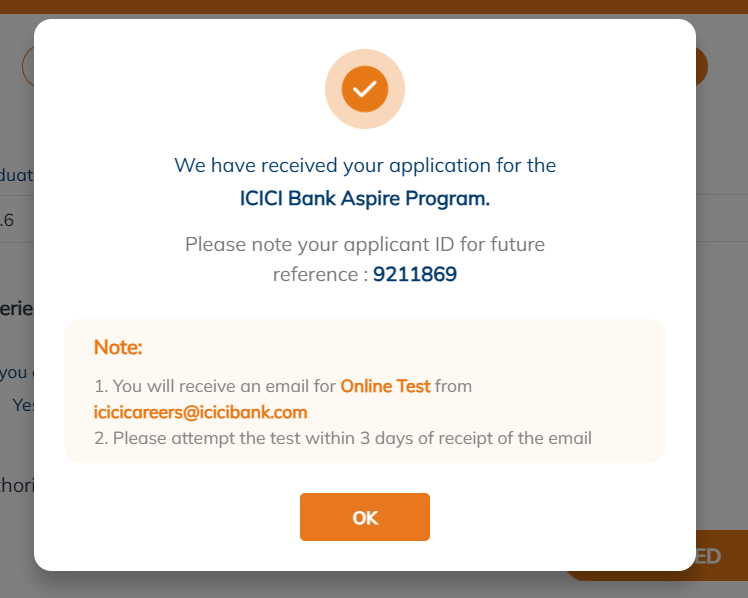 We have received your application for the
ICICI Bank Aspire Program.
Please note your applicant ID for future
reference : 9211869
duat
.6
erie
Note:
1. You will receive an email for Online Test from
icicicareers@icicibank.com
2. Please attempt the test within 3 days of receipt of the email
you
Yes
thori
OK
ED